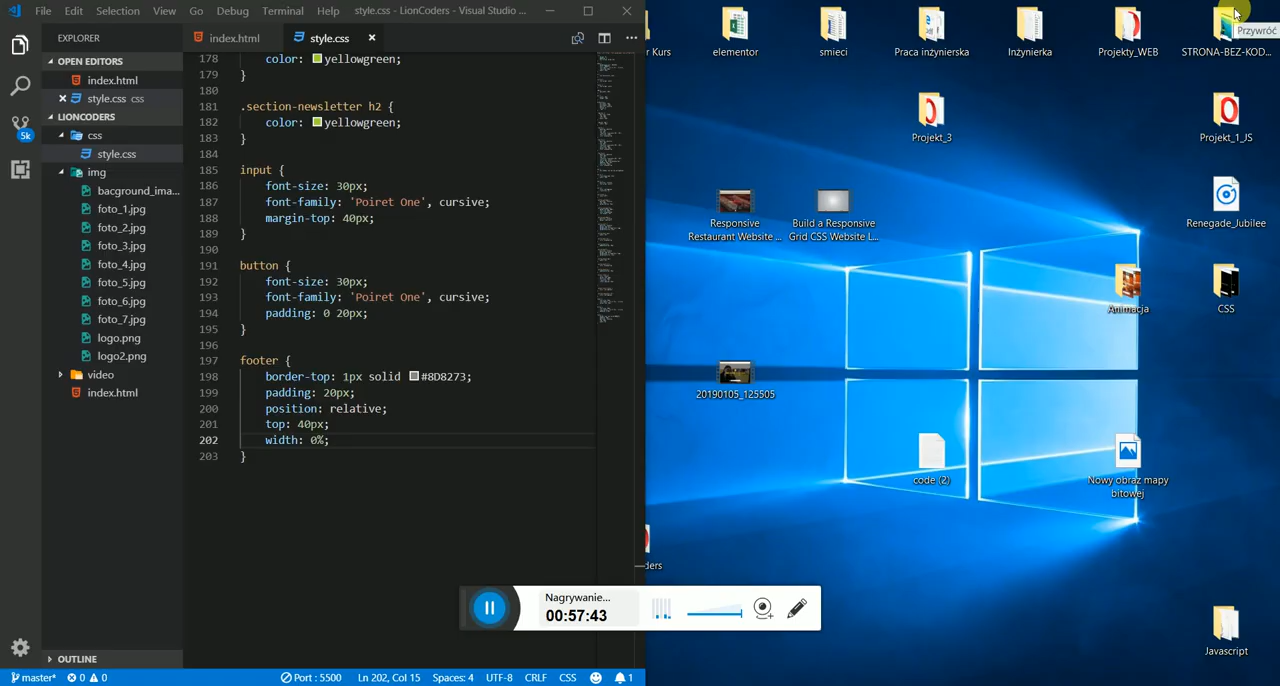 File Edit Selection View Go Debug Terminal Help style.css - LionCoders - Visual Studio ...
EXPLORER
OPEN EDITORS
index.html
style.css css
LIONCODERS
css
style.css
img
bacground_ima...
foto_1.jpg
foto_2.jpg
foto_3.jpg
foto_4.jpg
foto_5.jpg
foto_6.jpg
foto_7.jpg
logo.png
logo2.png
video
index.html
OUTLINE
5k
index.html style.css
178 color: yellowgreen;
179 }
180
181 .section-newsletter h2 {
182 color: yellowgreen;
183 }
184
185 input {
186 font-size: 30px;
187 font-family: 'Poiret One', cursive;
188 margin-top: 40px;
189 }
190
191 button {
192 font-size: 30px;
193 font-family: 'Poiret One', cursive;
194 padding: 0 20px;
195 }
196
197 footer {
198 border-top: 1px solid #8D8273;
199 padding: 20px;
200 position: relative;
201 top: 40px;
202 width: 0%;
203 }
master* 0 0 Port : 5500 Ln 202, Col 15 Spaces: 4 UTF-8 CRLF CSS 1
Nagrywanie...
00:57:43
Kurs
elementor
smieci
Praca inżynierska
Inżynierka
Projekty_WEB
STRONA-BEZ-KOD...
Przywróć
Projekt_3
Projekt_1_JS
Responsive
Restaurant Website ...
Build a Responsive
Grid CSS Website L...
Renegade_Jubilee
Animacja
CSS
20190105_125505
code (2)
Nowy obraz mapy
bitowej
ders
Javascript